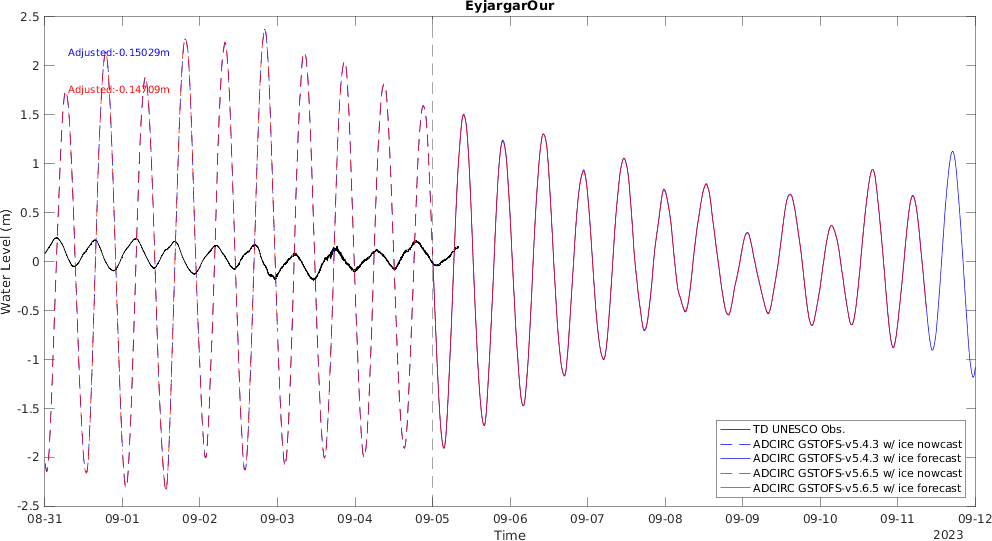 EyjargarOur
2.5
2
1.5
1
0.5
0
-0.5
-1
-1.5
-2
-2.5
Water Level (m)
Adjusted:-0.15029m
Adjusted:-0.14709m
TD UNESCO Obs.
ADCIRC GSTOFS-v5.4.3 w/ ice nowcast
ADCIRC GSTOFS-v5.4.3 w/ ice forecast
ADCIRC GSTOFS-v5.6.5 w/ ice nowcast
ADCIRC GSTOFS-v5.6.5 w/ ice forecast
08-31 09-01 09-02 09-03 09-04 09-05 09-06 09-07 09-08 09-09 09-10 09-11 09-12
Time
2023